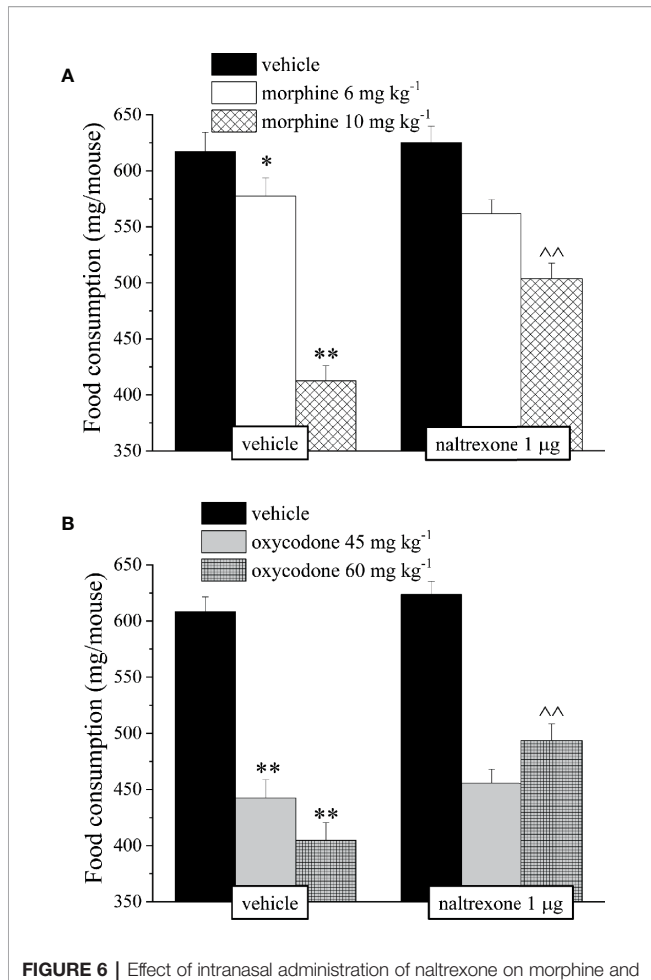 A
vehicle
morphine 6 mg kg-1
morphine 10 mg kg-1
Food consumption (mg/mouse)
650
600
550
500
450
400
350
*
**
^^
vehicle
naltrexone 1 µg
B
vehicle
oxycodone 45 mg kg-1
oxycodone 60 mg kg-1
Food consumption (mg/mouse)
650
600
550
500
450
400
350
**
**
^^
vehicle
naltrexone 1 µg
FIGURE 6 | Effect of intranasal administration of naltrexone on morphine and